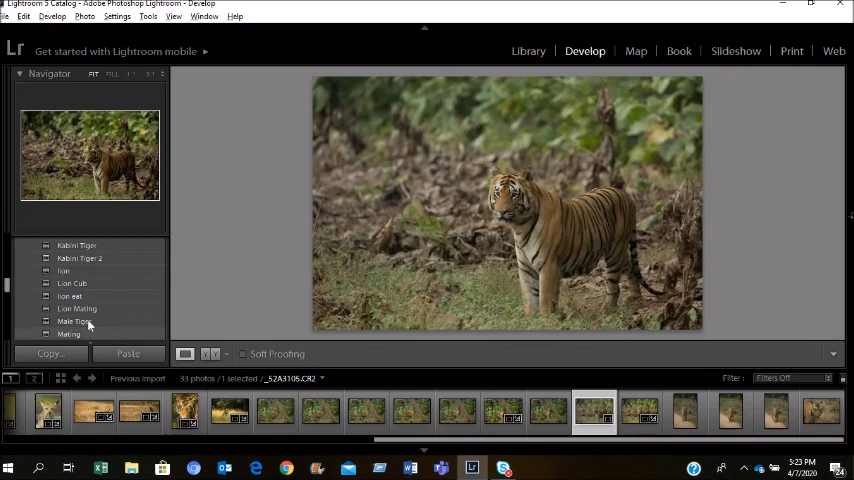 Lightroom 5 Catalog - Adobe Photoshop Lightroom - Develop
ile Edit Develop Photo Settings Tools View Window Help
Lr Get started with Lightroom mobile
Library Develop Map Book Slideshow Print Web
Navigator FIT FILL 1:1 3:1
Kabini Tiger
Kabini Tiger 2
lion
Lion Cub
lion eat
Lion Mating
Male Tiger
Mating
Copy... Paste
Y Y Soft Proofing
1 2 Previous Import 33 photos / 1 selected / _52A3105.CR2 Filter : Filters Off
Lr
5:23 PM
4/7/2020
24